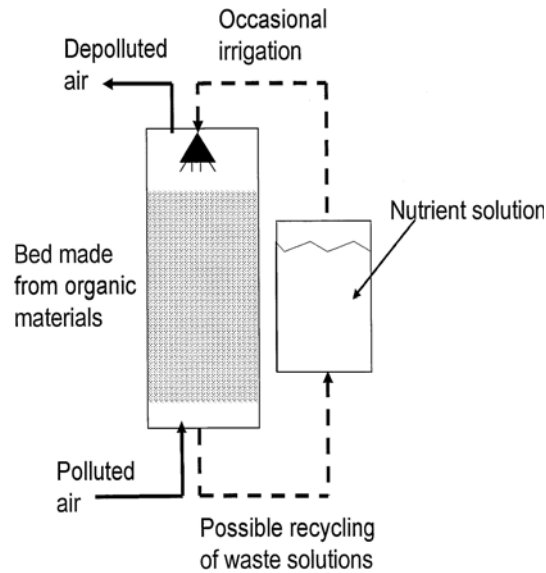 Occasional
irrigation
Depolluted
air
Nutrient solution
Bed made
from organic
materials
Polluted
air
Possible recycling
of waste solutions